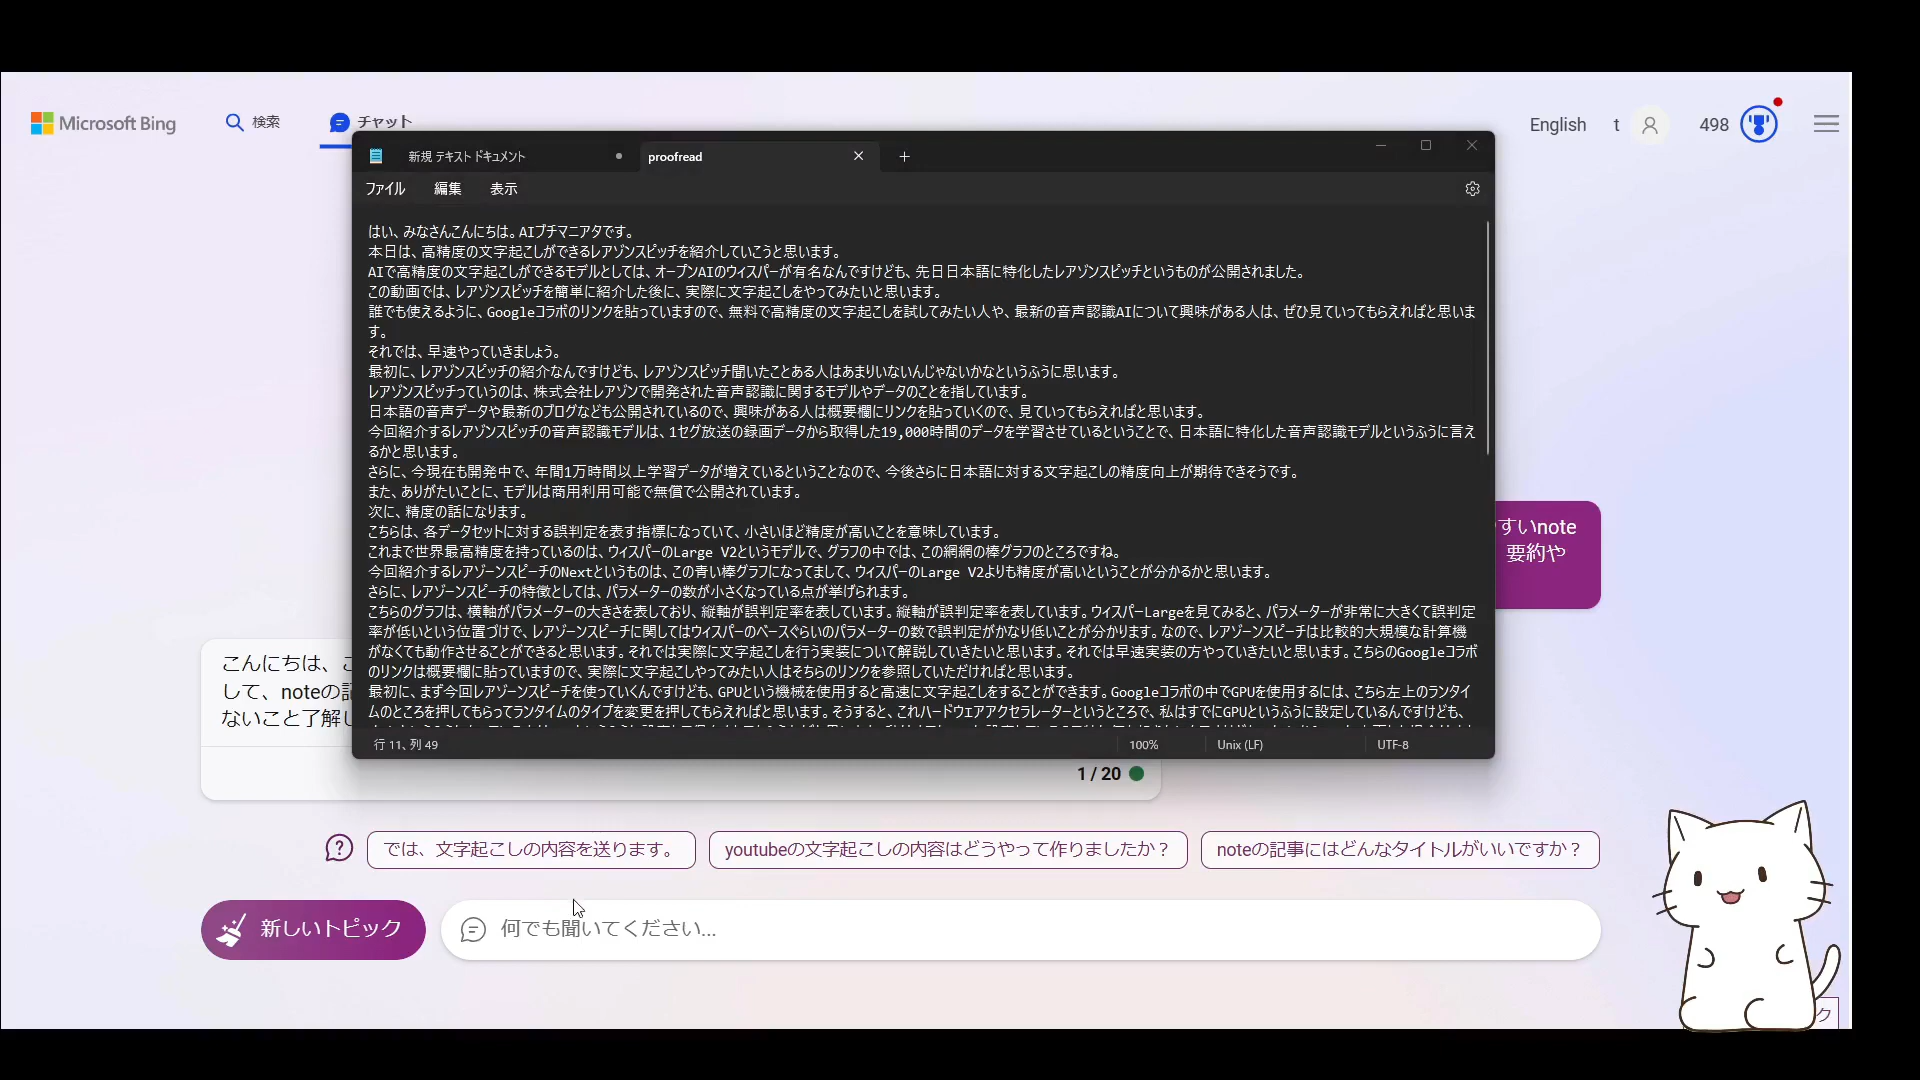 Microsoft Bing
検索
チャット
English
t
498
新規 テキスト ドキュメント
proofread
ファイル
編集
表示
はい、みなさんこんにちは。AIプチマニアタです。
本日は、高精度の文字起こしができるレアゾンスピッチを紹介していこうと思います。
AIで高精度の文字起こしができるモデルとしては、オープンAIのウィスパーが有名なんですけども、先日日本語に特化したレアゾンスピッチというものが公開されました。
この動画では、レアゾンスピッチを簡単に紹介した後に、実際に文字起こしをやってみたいと思います。
誰でも使えるように、Googleコラボのリンクを貼っていますので、無料で高精度の文字起こしを試してみたい人や、最新の音声認識AIについて興味がある人は、ぜひ見ていってもらえればと思いま
す。
それでは、早速やっていきましょう。
最初に、レアゾンスピッチの紹介なんですけども、レアゾンスピッチ聞いたことある人はあまりいないんじゃないかなというふうに思います。
レアゾンスピッチっていうのは、株式会社レアゾンで開発された音声認識に関するモデルやデータのことを指しています。
日本語の音声データや最新のブログなども公開されているので、興味がある人は概要欄にリンクを貼っていくので、見ていってもらえればと思います。
今回紹介するレアゾンスピッチの音声認識モデルは、1セグ放送の録画データから取得した19,000時間のデータを学習させているということで、日本語に特化した音声認識モデルというふうに言え
るかと思います。
さらに、今現在も開発中で、年間1万時間以上学習データが増えているということなので、今後さらに日本語に対する文字起こしの精度向上が期待できそうです。
また、ありがたいことに、モデルは商用利用可能で無償で公開されています。
次に、精度の話になります。
こちらは、各データセットに対する誤判定を表す指標になっていて、小さいほど精度が高いことを意味しています。
これまで世界最高精度を持っているのは、ウィスパーのLarge V2というモデルで、グラフの中では、この網網の棒グラフのところですね。
今回紹介するレアゾーンスピーチのNextというものは、この青い棒グラフになってまして、ウィスパーのLarge V2よりも精度が高いということが分かるかと思います。
さらに、レアゾーンスピーチの特徴としては、パラメーターの数が小さくなっている点が挙げられます。
こちらのグラフは、横軸がパラメーターの大きさを表しており、縦軸が誤判定率を表しています。縦軸が誤判定率を表しています。ウィスパーLargeを見てみると、パラメーターが非常に大きくて誤判定
率が低いという位置づけで、レアゾーンスピーチに関してはウィスパーのベースぐらいのパラメーターの数で誤判定がかなり低いことが分かります。なので、レアゾーンスピーチは比較的大規模な計算機
がなくても動作させることができると思います。それでは実際に文字起こしを行う実装について解説していきたいと思います。それでは早速実装の方やっていきたいと思います。こちらのGoogleコラボ
のリンクは概要欄に貼っていますので、実際に文字起こしやってみたい人はそちらのリンクを参照していただければと思います。
最初に、まず今回レアゾーンスピーチを使っていくんですけども、GPUという機械を使用すると高速に文字起こしをすることができます。Googleコラボの中でGPUを使用するには、こちら左上のランタイ
ムのところを押してもらってランタイムのタイプを変更を押してもらえればと思います。そうすると、これハードウェアアクセラレーターというところで、私はすでにGPUというふうに設定しているんですけども、
行 11、列 49
100%
Unix (LF)
UTF-8
すいnote
要約や
こんにちは、こ
して、noteの記
ないこと了解し
1 / 20
では、文字起こしの内容を送ります。
youtubeの文字起こしの内容はどうやって作りましたか？
noteの記事にはどんなタイトルがいいですか？
新しいトピック
何でも聞いてください...
ク